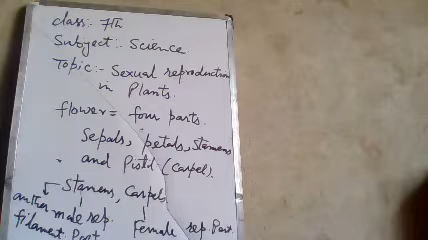 class:- 7th
Subject:- Science
Topic:- Sexual reproduction
in Plants.
flower = four parts.
Sepals, petals, Stamens
and Pistil (Carpel).
Stamens, Carpels
anther male rep.
filament Part Female rep. Part